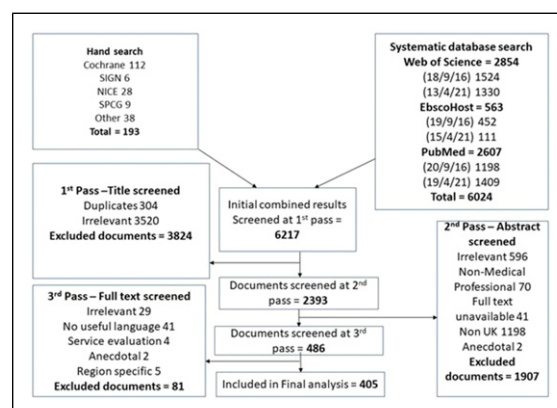 Hand search
Cochrane 112
SIGN 6
NICE 28
SPCG 9
Other 38
Total = 193
Systematic database search
Web of Science = 2854
(18/9/16) 1524
(13/4/21) 1330
EbscoHost = 563
(19/9/16) 452
(15/4/21) 111
PubMed = 2607
(20/9/16) 1198
(19/4/21) 1409
Total = 6024
1st Pass –Title screened
Duplicates 304
Irrelevant 3520
Excluded documents = 3824
Initial combined results
Screened at 1st pass =
6217
2nd Pass – Abstract
screened
Irrelevant 596
Non-Medical
Professional 70
Full text
unavailable 41
Non UK 1198
Anecdotal 2
Excluded
documents = 1907
Documents screened at 2nd
pass = 2393
3rd Pass – Full text screened
Irrelevant 29
No useful language 41
Service evaluation 4
Anecdotal 2
Region specific 5
Excluded documents = 81
Documents screened at 3rd
pass = 486
Included in Final analysis = 405